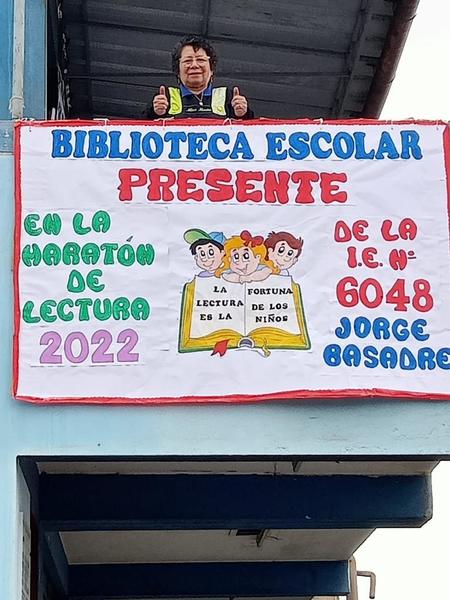 BIBLIOTECA ESCOLAR
PRESENTE
EN LA
MARATÓN
DE
LECTURA
2022
LA
LECTURA
ES LA
FORTUNA
DE LOS
NIÑOS
DE LA
I.E. Nº
6048
JORGE
BASADRE